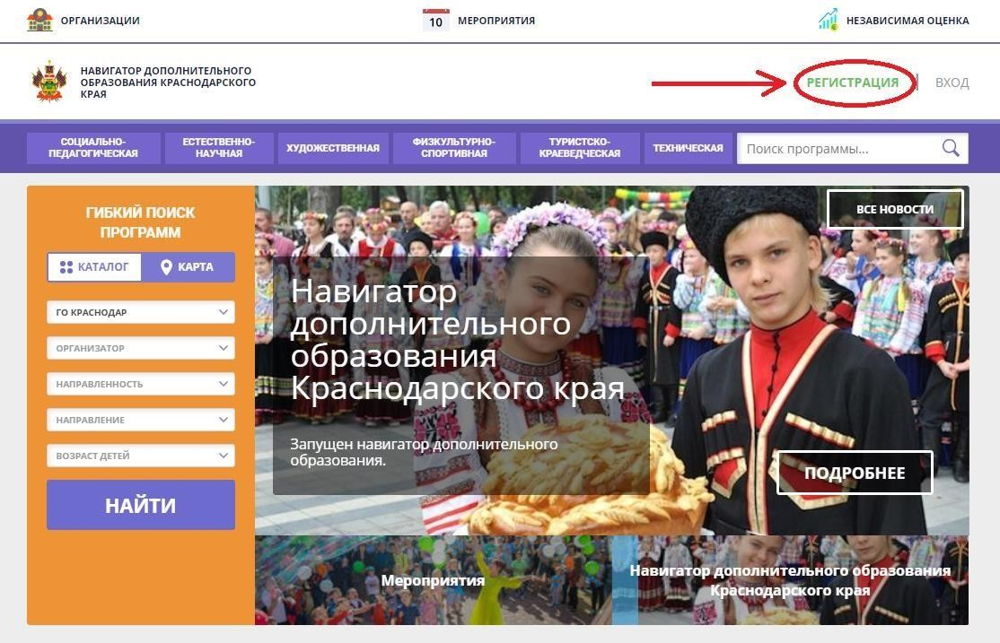 ОРГАНИЗАЦИИ
10
МЕРОПРИЯТИЯ
НЕЗАВИСИМАЯ ОЦЕНКА
НАВИГАТОР ДОПОЛНИТЕЛЬНОГО
ОБРАЗОВАНИЯ КРАСНОДАРСКОГО
КРАЯ
РЕГИСТРАЦИЯ
ВХОД
СОЦИАЛЬНО-
ПЕДАГОГИЧЕСКАЯ
ЕСТЕСТВЕННО-
НАУЧНАЯ
ХУДОЖЕСТВЕННАЯ
ФИЗКУЛЬТУРНО-
СПОРТИВНАЯ
ТУРИСТСКО-
КРАЕВЕДЧЕСКАЯ
ТЕХНИЧЕСКАЯ
Поиск программы...
ГИБКИЙ ПОИСК
ПРОГРАММ
КАТАЛОГ
КАРТА
ГО КРАСНОДАР
ОРГАНИЗАТОР
НАПРАВЛЕННОСТЬ
НАПРАВЛЕНИЕ
ВОЗРАСТ ДЕТЕЙ
НАЙТИ
ВСЕ НОВОСТИ
Навигатор
дополнительного
образования
Краснодарского края
Запущен навигатор дополнительного
образования.
ПОДРОБНЕЕ
Мероприятия
Навигатор дополнительного образования
Краснодарского края